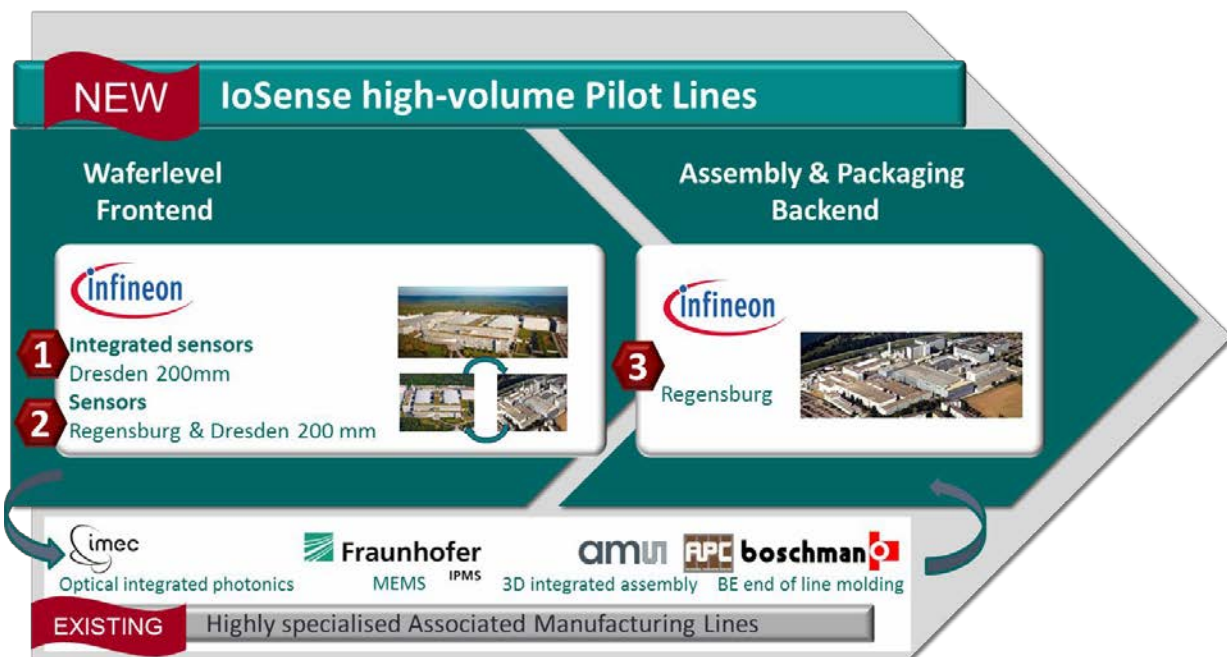 NEW
IoSense high-volume Pilot Lines
Waferlevel
Frontend
Assembly & Packaging
Backend
infineon
1
Integrated sensors
Dresden 200mm
2
Sensors
Regensburg & Dresden 200 mm
infineon
3
Regensburg
imec
Optical integrated photonics
Fraunhofer
IPMS
MEMS
amu
3D integrated assembly
APC
boschman
BE end of line molding
EXISTING
Highly specialised Associated Manufacturing Lines